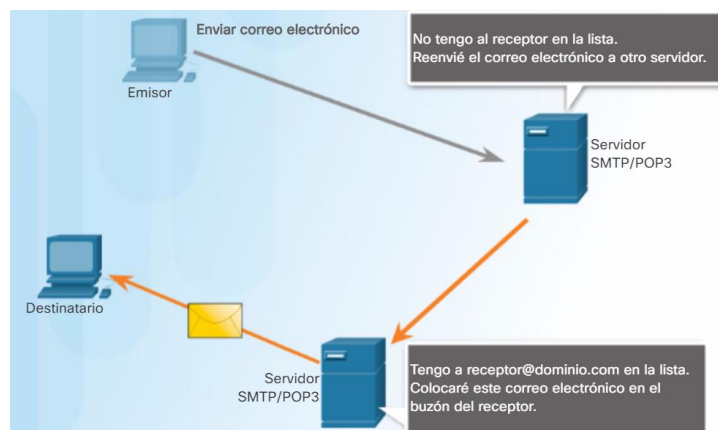 Enviar correo electrónico
No tengo al receptor en la lista.
Reenvié el correo electrónico a otro servidor.
Emisor
Servidor
SMTP/POP3
Destinatario
Servidor
SMTP/POP3
Tengo a receptor@dominio.com en la lista.
Colocaré este correo electrónico en el
buzón del receptor.